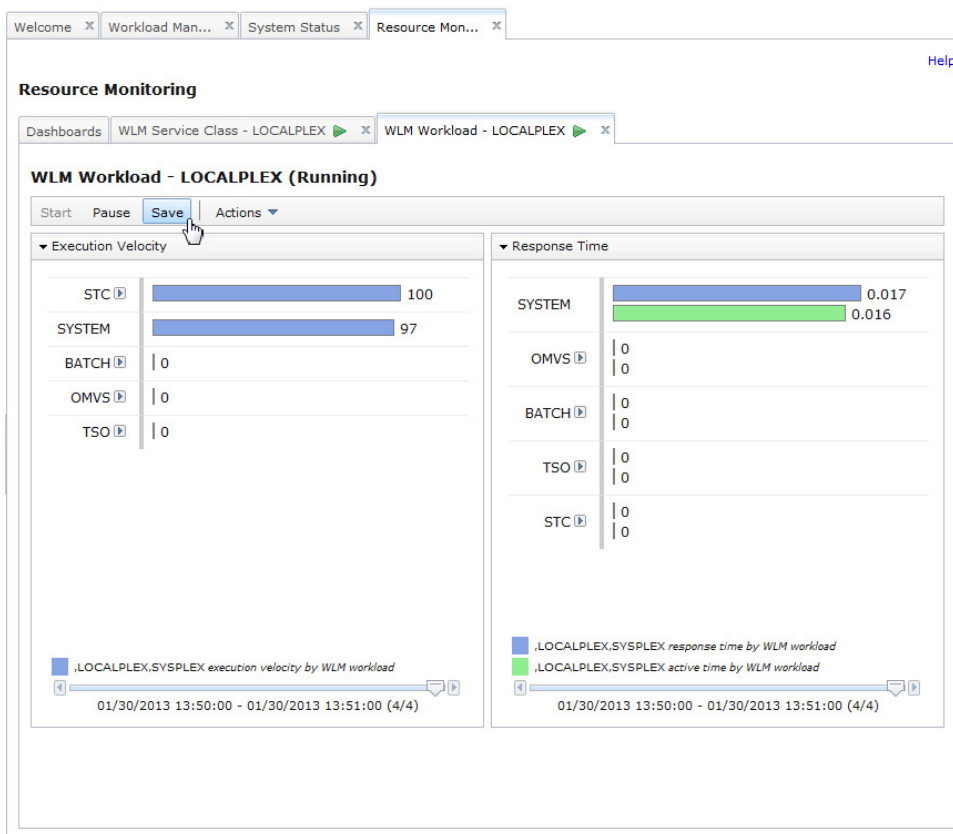 Welcome x Workload Man... x System Status x Resource Mon... x
Help
Resource Monitoring
Dashboards WLM Service Class - LOCALPLEX x WLM Workload - LOCALPLEX x
WLM Workload - LOCALPLEX (Running)
Start Pause Save Actions
Execution Velocity
STC 100
SYSTEM 97
BATCH 0
OMVS 0
TSO 0
,LOCALPLEX,SYSPLEX execution velocity by WLM workload
01/30/2013 13:50:00 - 01/30/2013 13:51:00 (4/4)
Response Time
SYSTEM 0.017
0.016
OMVS 0
0
BATCH 0
0
TSO 0
0
STC 0
0
,LOCALPLEX,SYSPLEX response time by WLM workload
,LOCALPLEX,SYSPLEX active time by WLM workload
01/30/2013 13:50:00 - 01/30/2013 13:51:00 (4/4)